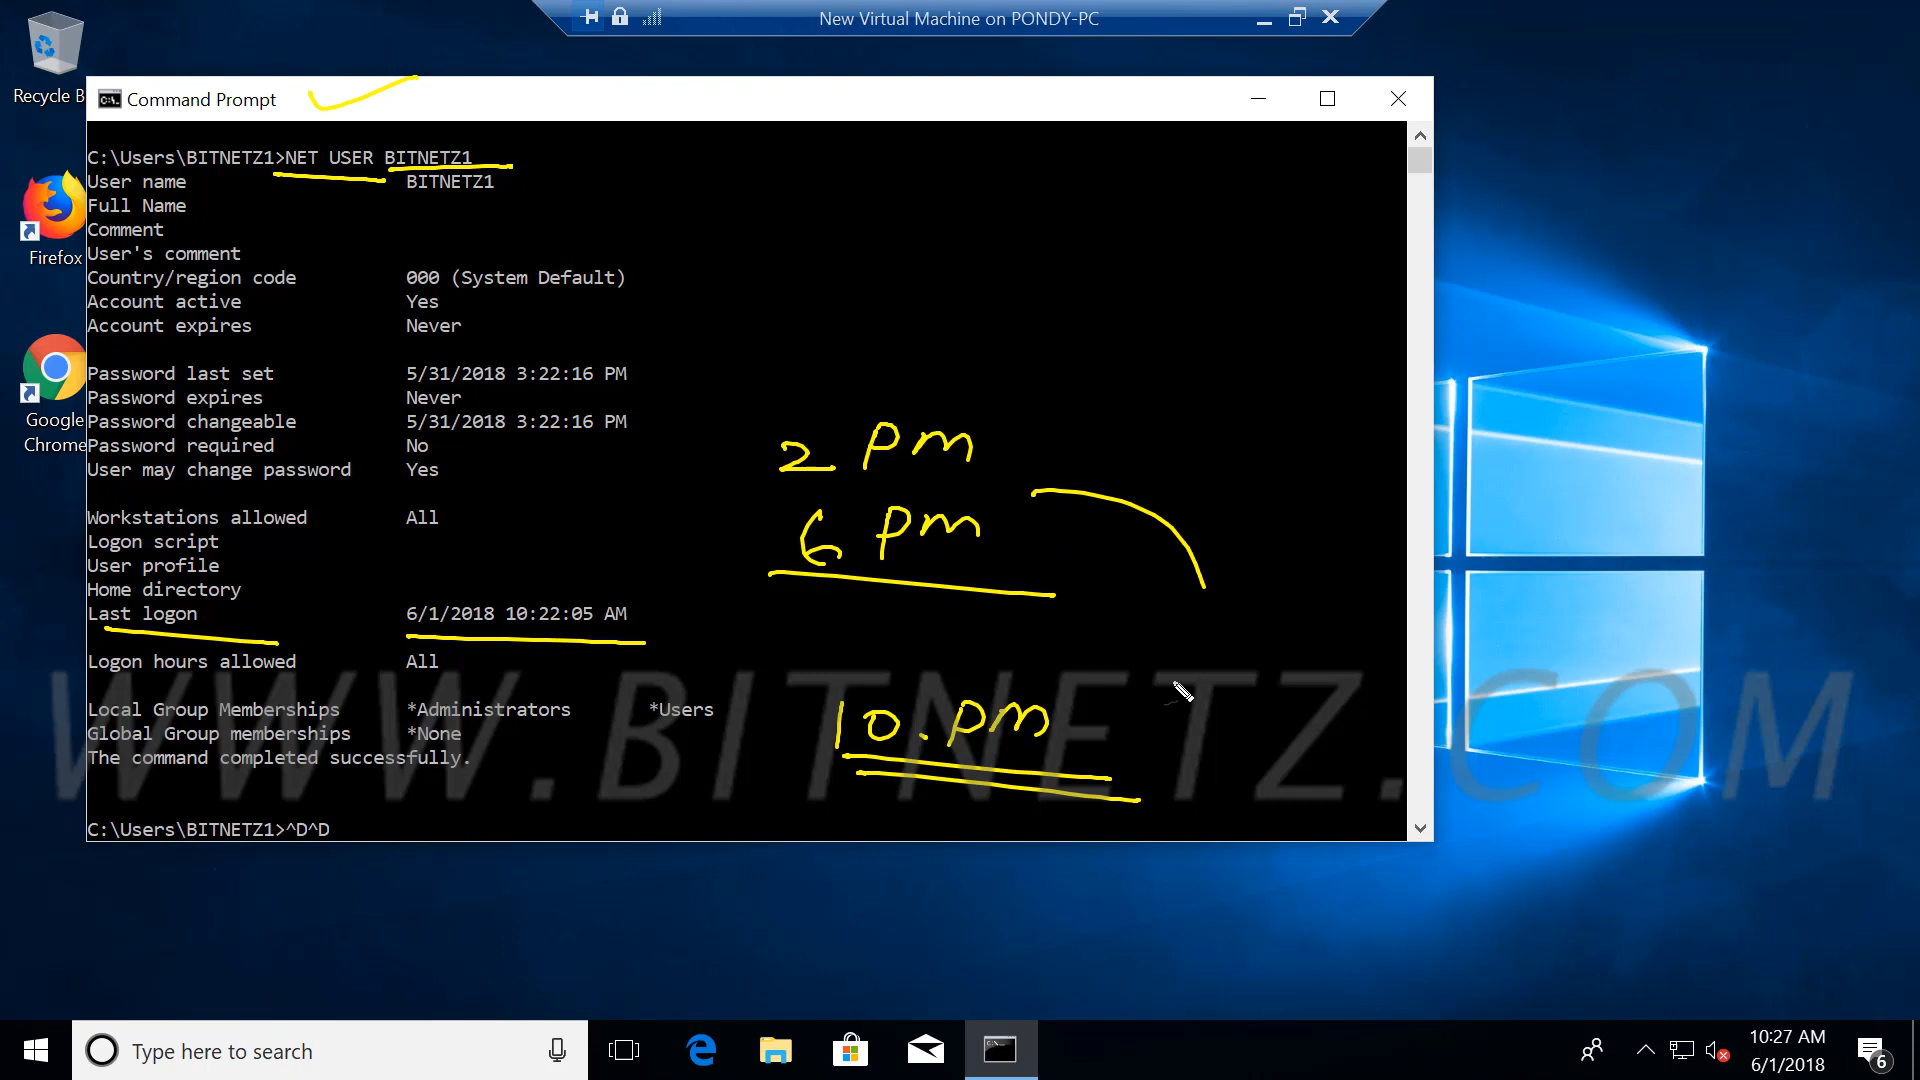 New Virtual Machine on PONDY-PC
Recycle B
Command Prompt
C:\Users\BITNETZ1>NET USER BITNETZ1
User name BITNETZ1
Full Name
Comment
User's comment
Country/region code 000 (System Default)
Account active Yes
Account expires Never
Password last set 5/31/2018 3:22:16 PM
Password expires Never
Password changeable 5/31/2018 3:22:16 PM
Password required No
User may change password Yes
Workstations allowed All
Logon script
User profile
Home directory
Last logon 6/1/2018 10:22:05 AM
Logon hours allowed All
Local Group Memberships *Administrators *Users
Global Group memberships *None
The command completed successfully.
C:\Users\BITNETZ1>^D^D
Firefox
Google
Chrome
2 pm
6 pm
10.pm
WWW.BITNETZ.COM
Type here to search
10:27 AM
6/1/2018
6